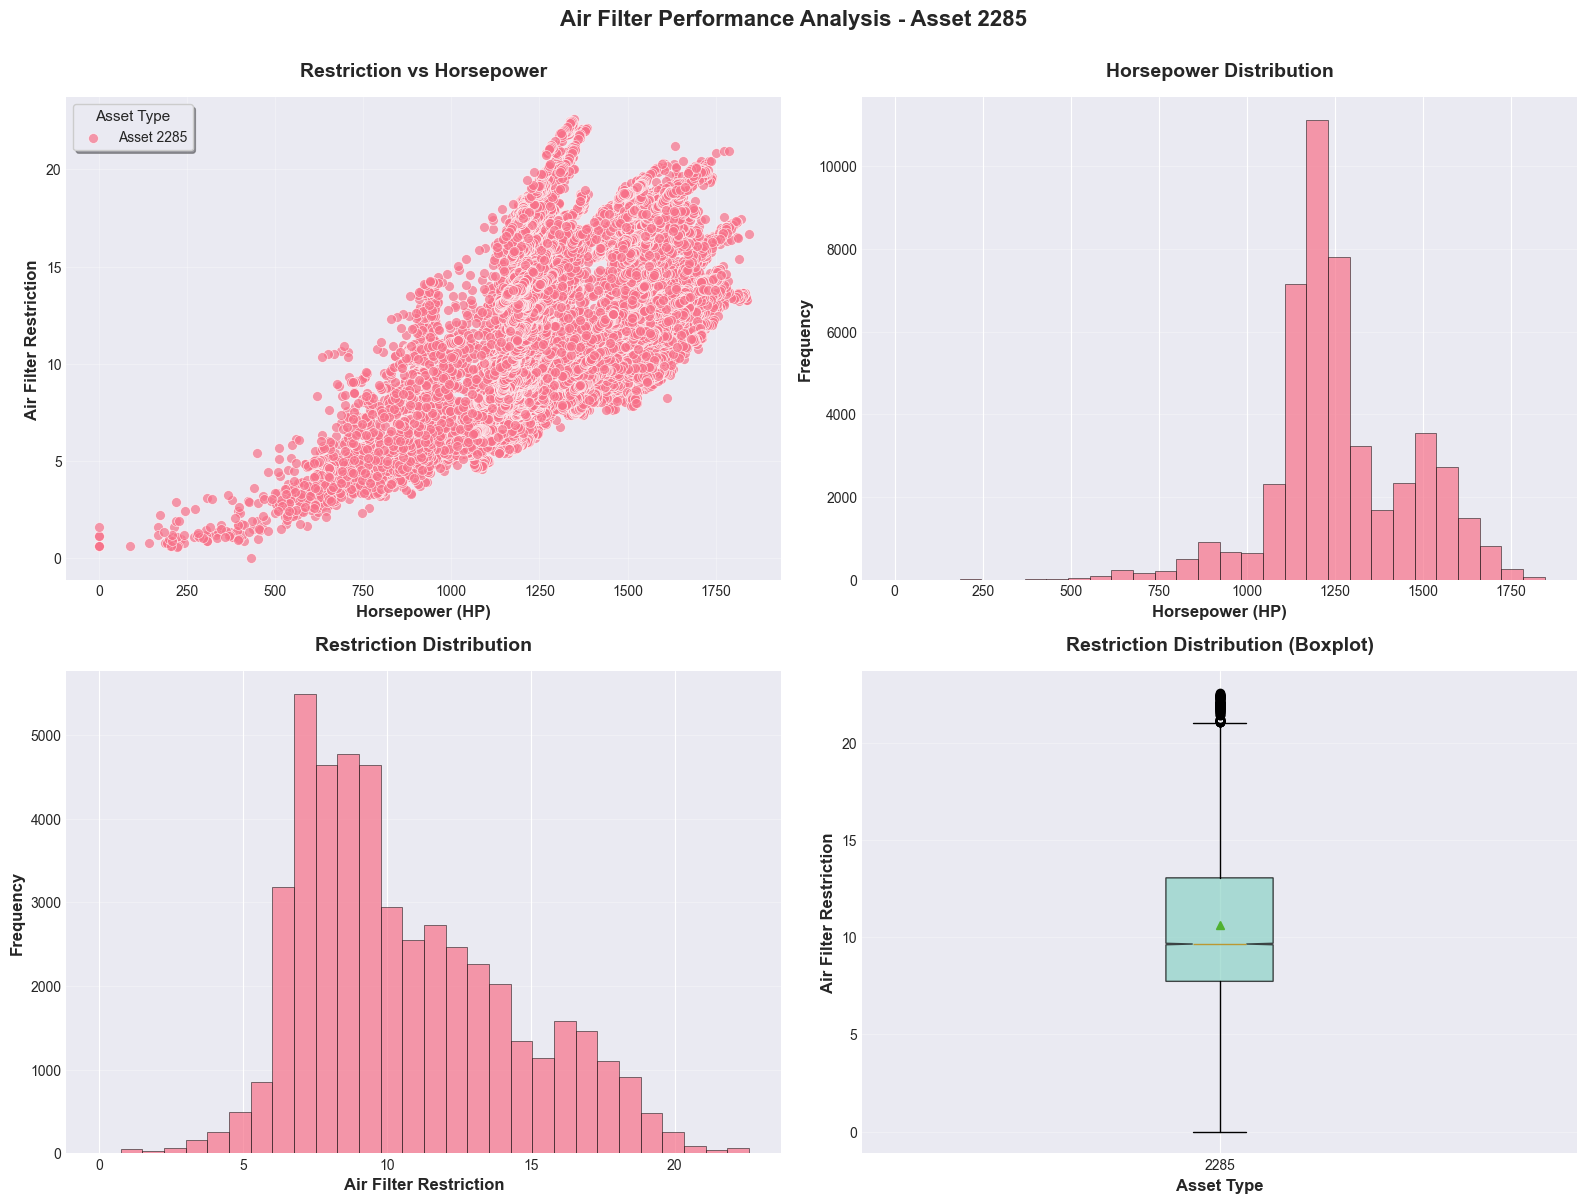 Air Filter Performance Analysis - Asset 2285
Restriction vs Horsepower
Asset Type
Asset 2285
Air Filter Restriction
20
15
10
5
0
0 250 500 750 1000 1250 1500 1750
Horsepower (HP)
Horsepower Distribution
Frequency
10000
8000
6000
4000
2000
0
0 250 500 750 1000 1250 1500 1750
Horsepower (HP)
Restriction Distribution
Frequency
5000
4000
3000
2000
1000
0
0 5 10 15 20
Air Filter Restriction
Restriction Distribution (Boxplot)
Air Filter Restriction
20
15
10
5
0
2285
Asset Type